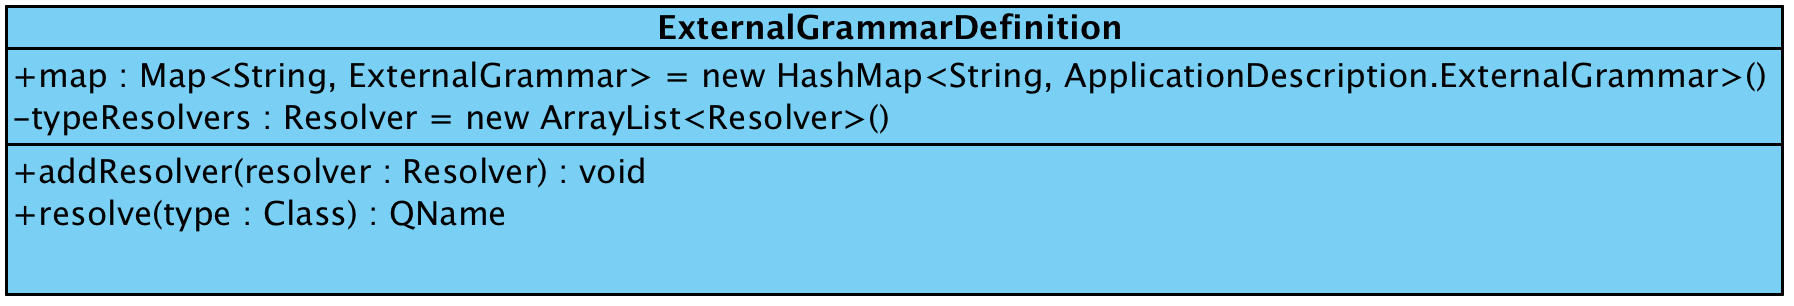 ExternalGrammarDefinition
+map : Map<String, ExternalGrammar> = new HashMap<String, ApplicationDescription.ExternalGrammar>()
-typeResolvers : Resolver = new ArrayList<Resolver>()
+addResolver(resolver : Resolver) : void
+resolve(type : Class) : QName